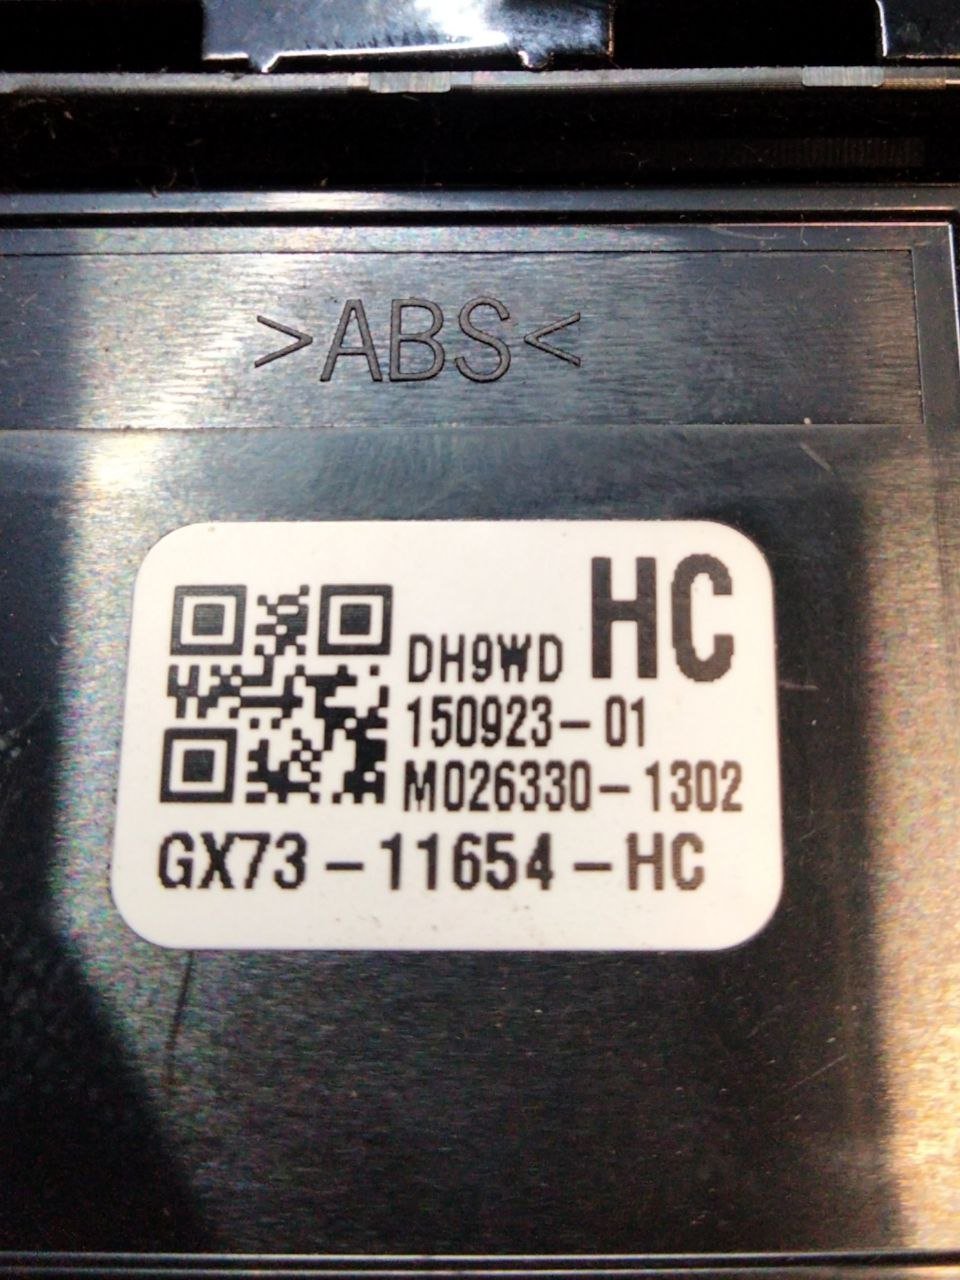 >ABS<
HC
DH9WD
150923-01
M026330-1302
GX73-11654-HC